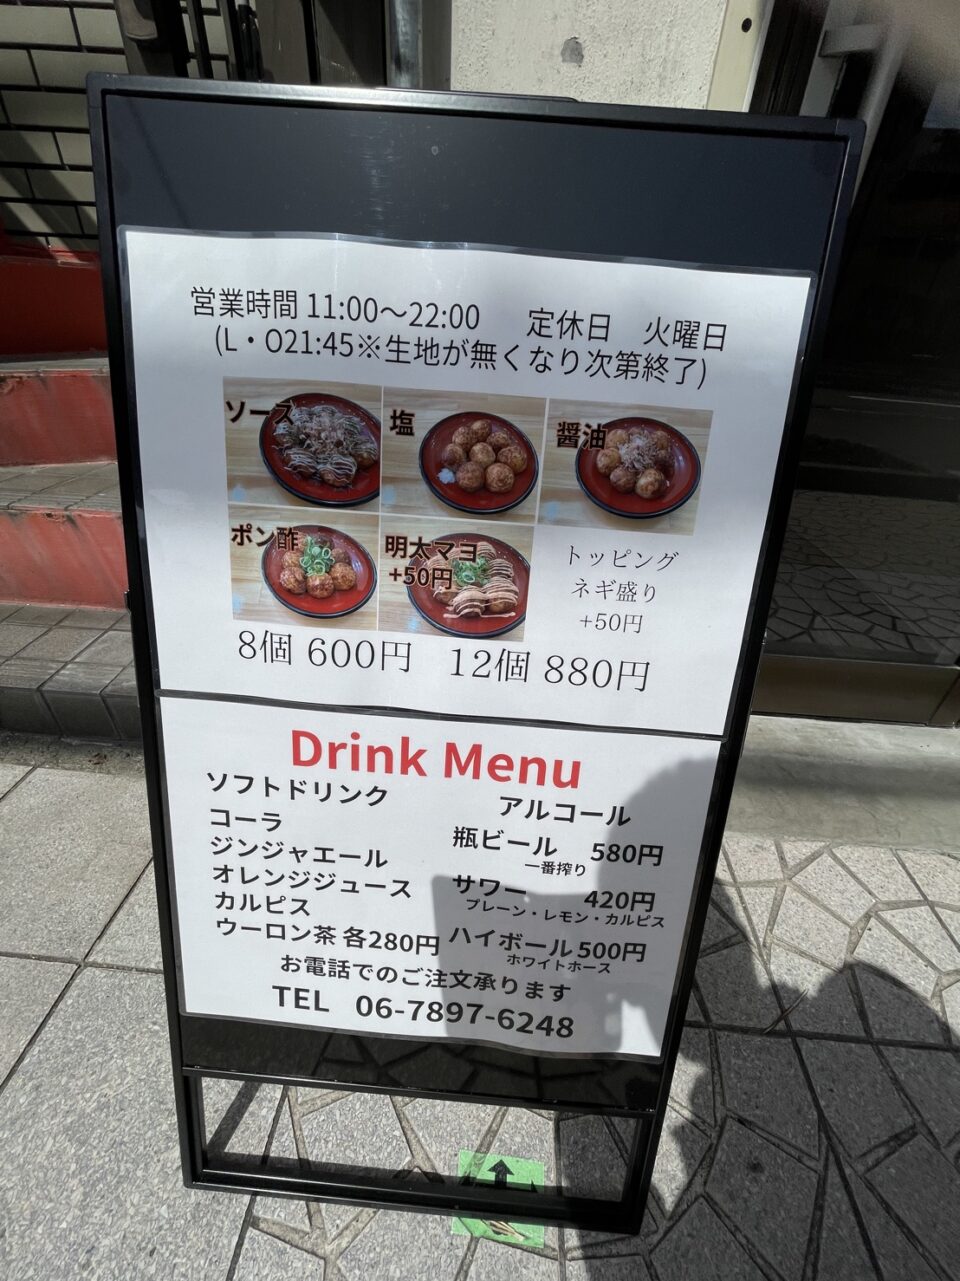 営業時間 11:00～22:00 定休日 火曜日
(L・O21:45※生地が無くなり次第終了)
ソース 塩 醤油
ポン酢 明太マヨ
+50円
トッピング
ネギ盛り
+50円
8個 600円 12個 880円
Drink Menu
ソフトドリンク
コーラ
ジンジャエール
オレンジジュース
カルピス
ウーロン茶 各280円
アルコール
瓶ビール 580円
一番搾り
サワー 420円
プレーン・レモン・カルピス
ハイボール 500円
ホワイトホース
お電話でのご注文承ります
TEL 06-7897-6248